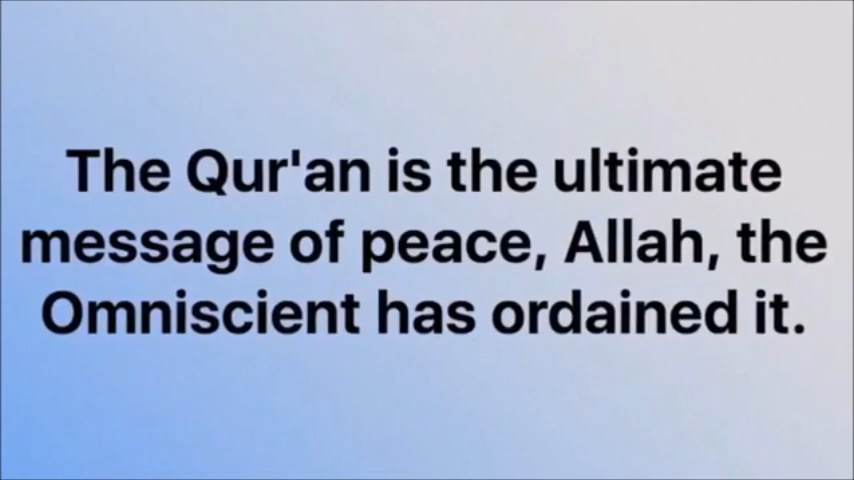 The Qur'an is the ultimate
message of peace, Allah, the
Omniscient has ordained it.